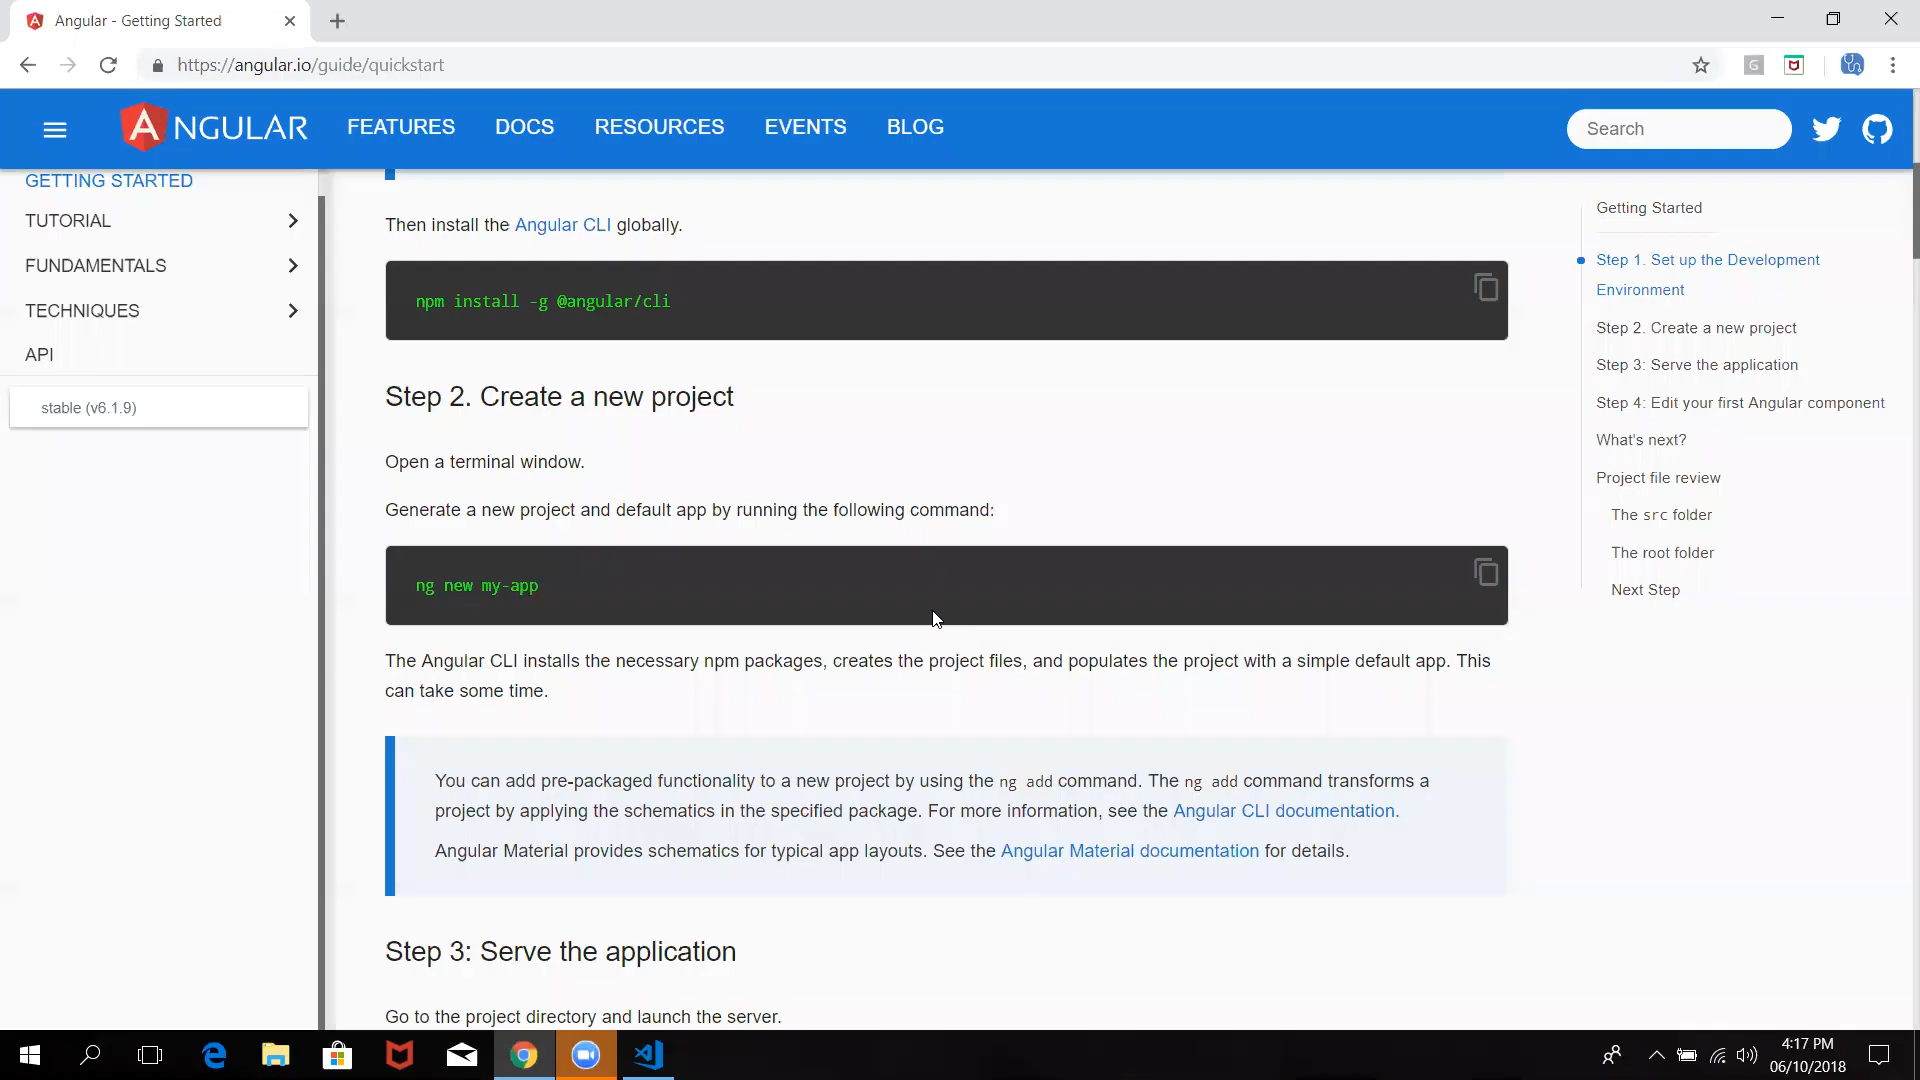 Angular - Getting Started
https://angular.io/guide/quickstart
G
NGULAR
FEATURES
DOCS
RESOURCES
EVENTS
BLOG
Search
GETTING STARTED
TUTORIAL
FUNDAMENTALS
TECHNIQUES
API
stable (v6.1.9)
Then install the Angular CLI globally.
npm install -g @angular/cli
Step 2. Create a new project
Open a terminal window.
Generate a new project and default app by running the following command:
ng new my-app
The Angular CLI installs the necessary npm packages, creates the project files, and populates the project with a simple default app. This
can take some time.
You can add pre-packaged functionality to a new project by using the ng add command. The ng add command transforms a
project by applying the schematics in the specified package. For more information, see the Angular CLI documentation.
Angular Material provides schematics for typical app layouts. See the Angular Material documentation for details.
Step 3: Serve the application
Go to the project directory and launch the server.
Getting Started
Step 1. Set up the Development
Environment
Step 2. Create a new project
Step 3: Serve the application
Step 4: Edit your first Angular component
What's next?
Project file review
The src folder
The root folder
Next Step
4:17 PM
06/10/2018